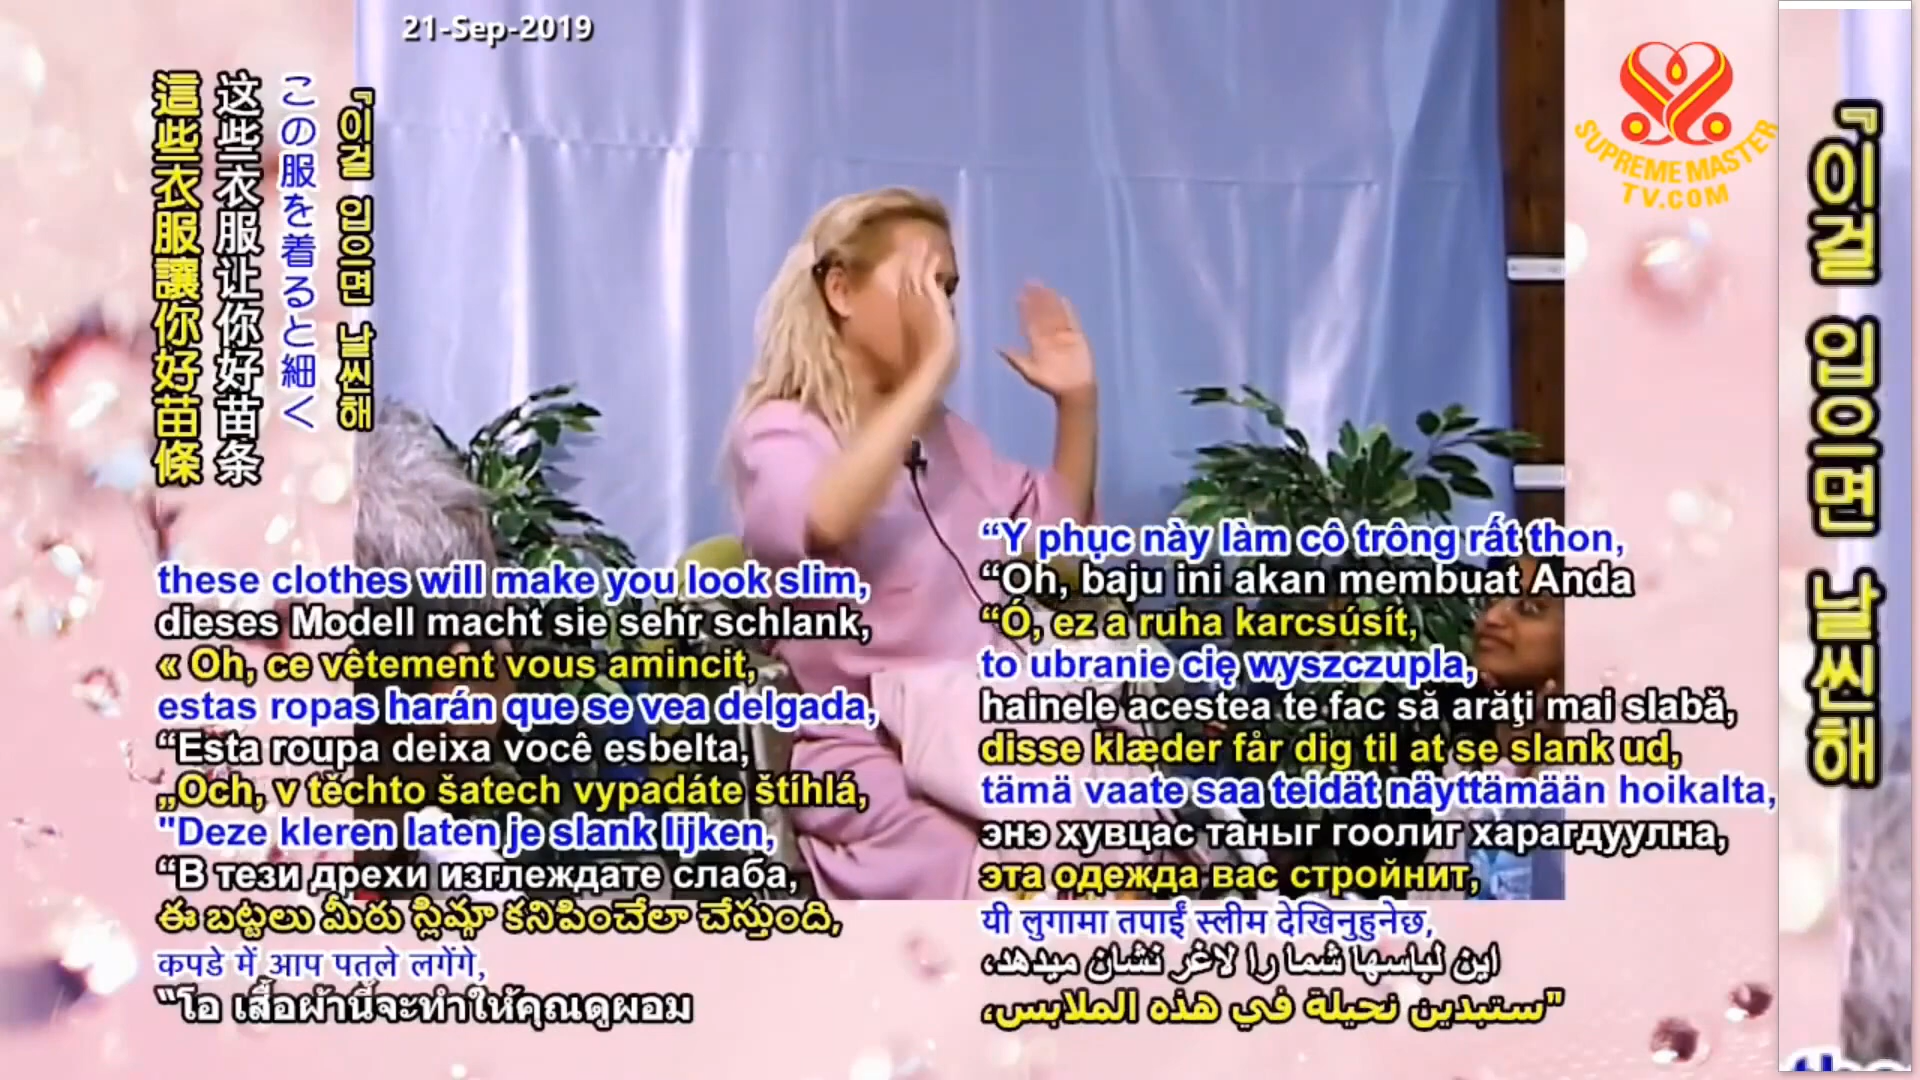 21-Sep-2019
SUPREME MASTER
TV.COM
這些衣服讓你好苗條
这些衣服让你好苗条
この服を着ると細く
『이걸 입으면 날씬해
these clothes will make you look slim,
dieses Modell macht sie sehr schlank,
« Oh, ce vêtement vous amincit,
estas ropas harán que se vea delgada,
“Esta roupa deixa você esbelta,
„Och, v těchto šatech vypadáte štíhlá,
"Deze kleren laten je slank lijken,
“В тези дрехи изглеждате слаба,
ఈ బట్టలు మీరు స్లిమ్గా కనిపించేలా చేస్తుంది,
कपडे में आप पतले लगेंगे,
“โอ เสื้อผ้านี้จะทำให้คุณดูผอม
“Y phục này làm cô trông rất thon,
“Oh, baju ini akan membuat Anda
“Ó, ez a ruha karcsúsít,
to ubranie cię wyszczupla,
hainele acestea te fac să arăţi mai slabă,
disse klæder får dig til at se slank ud,
tämä vaate saa teidät näyttämään hoikalta,
энэ хувцас таныг гоолиг харагдуулна,
эта одежда вас стройнит,
यी लुगामा तपाईं स्लीम देखिनुहुनेछ,
این لباسها شما را لاغر نشان میدهد،
"ستبدين نحيلة في هذه الملابس،
『이걸 입으면 날씬해